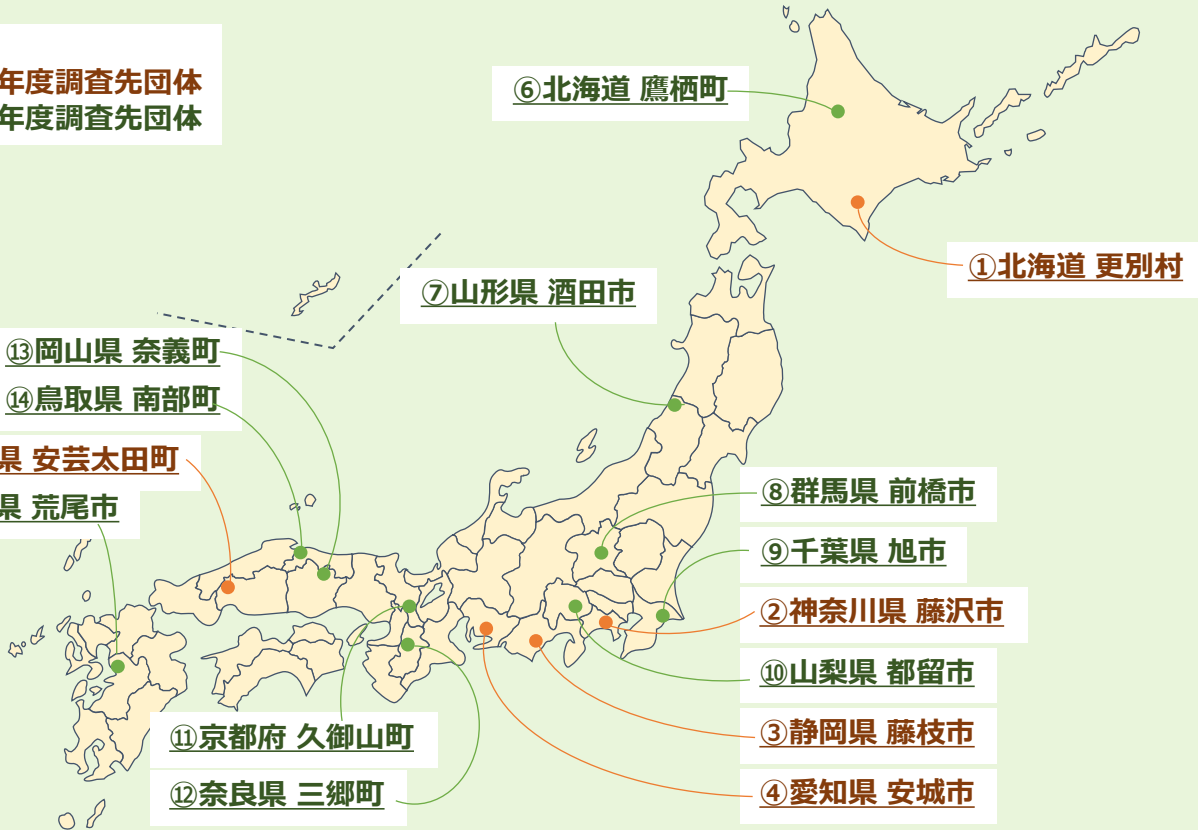 年度調査先団体
年度調査先団体
⑥北海道 鷹栖町
①北海道 更別村
⑦山形県 酒田市
⑬岡山県 奈義町
⑭鳥取県 南部町
県 安芸太田町
県 荒尾市
⑧群馬県 前橋市
⑨千葉県 旭市
②神奈川県 藤沢市
⑩山梨県 都留市
③静岡県 藤枝市
④愛知県 安城市
⑪京都府 久御山町
⑫奈良県 三郷町